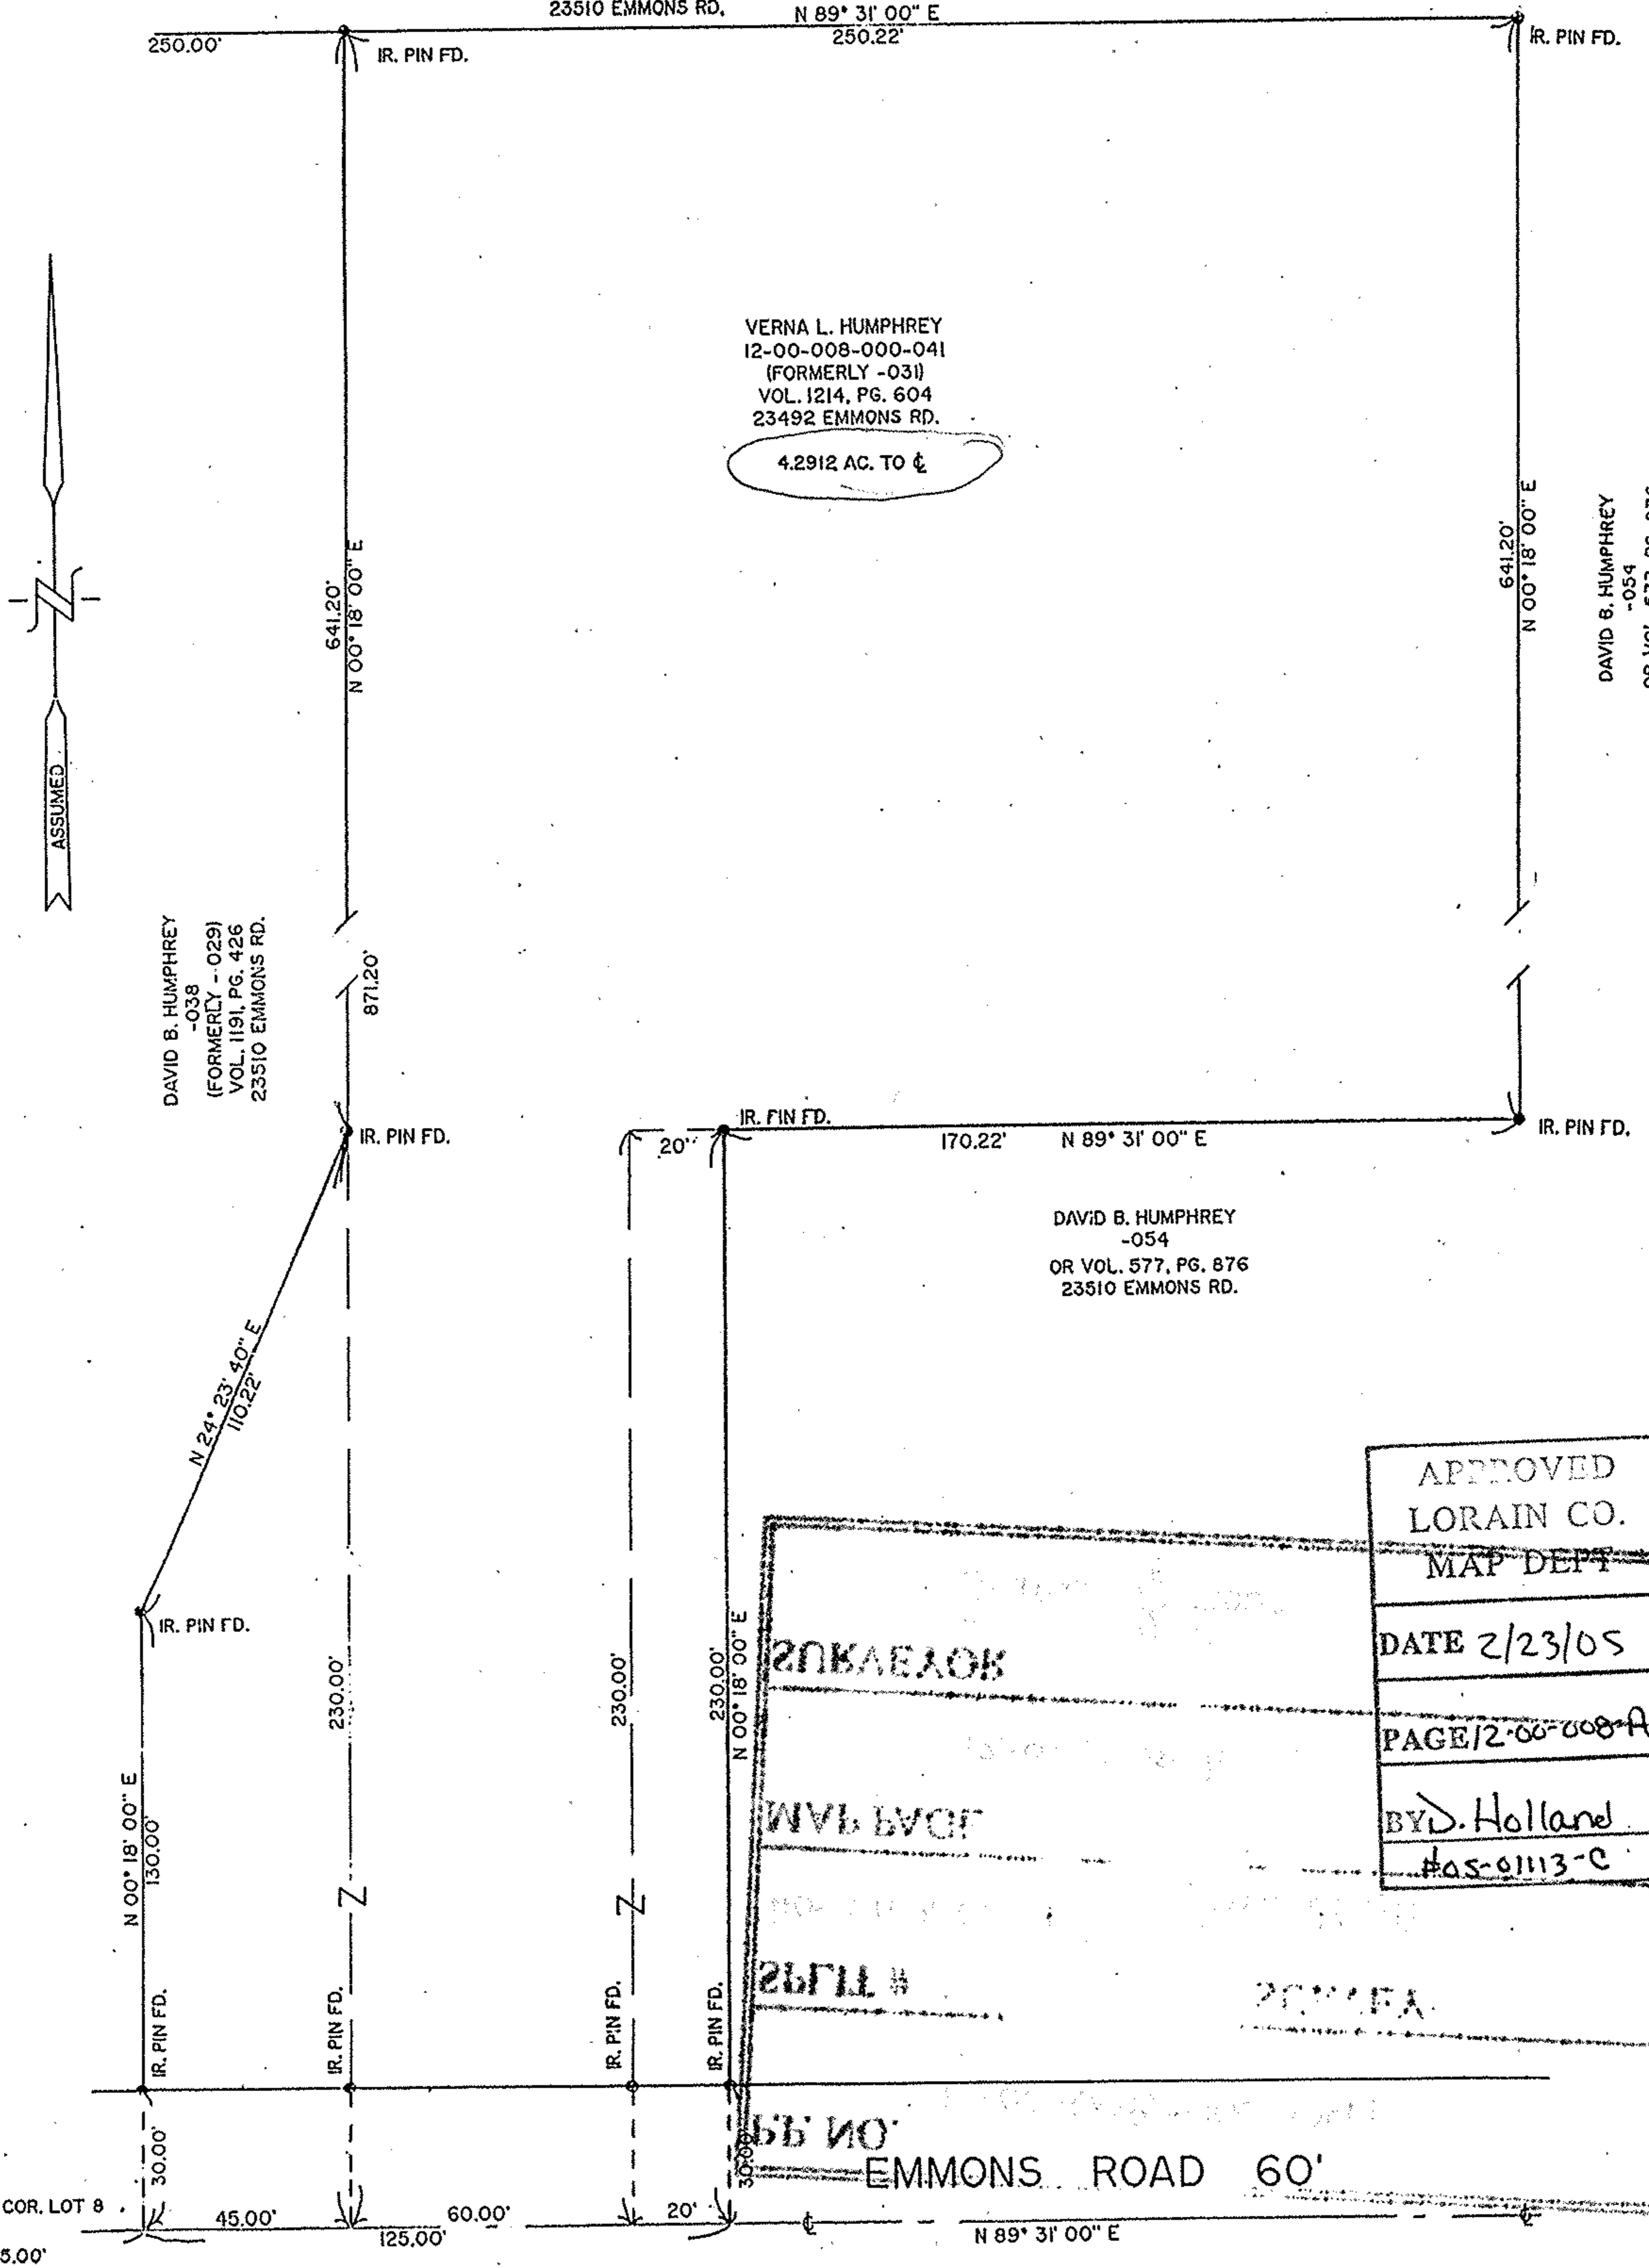 23510 EMMONS RD.
N 89° 31' 00" E
250.00'
250.22'
IR. PIN FD.
IR. PIN FD.
VERNA L. HUMPHREY
12-00-008-000-041
(FORMERLY -031)
VOL. 1214, PG. 604
23492 EMMONS RD.
4.2912 AC. TO ℄
641.20'
N 00° 18' 00" E
641.20'
N 00° 18' 00" E
DAVID B. HUMPHREY
-054
N
ASSUMED
DAVID B. HUMPHREY
-038
(FORMERLY -029)
VOL. 1191, PG. 426
23510 EMMONS RD.
871.20'
IR. PIN FD.
20'
IR. PIN FD.
170.22' N 89° 31' 00" E
IR. PIN FD.
DAVID B. HUMPHREY
-054
OR VOL. 577, PG. 876
23510 EMMONS RD.
N 24° 23' 40" E
110.22'
APPROVED
LORAIN CO.
MAP DEPT
DATE 2/23/05
PAGE 12-00-008-A
BY D. Holland
#05-01113-C
IR. PIN FD.
230.00'
230.00'
230.00'
N 00° 18' 00" E
SURVEYOR
MAP PAGE
SPLIT #
SURVEY
P.P. NO.
N 00° 18' 00" E
130.00'
IR. PIN FD.
IR. PIN FD.
IR. PIN FD.
IR. PIN FD.
30.00'
30.00'
EMMONS ROAD 60'
COR. LOT 8
45.00'
60.00'
20'
℄
℄
125.00'
N 89° 31' 00" E
5.00'